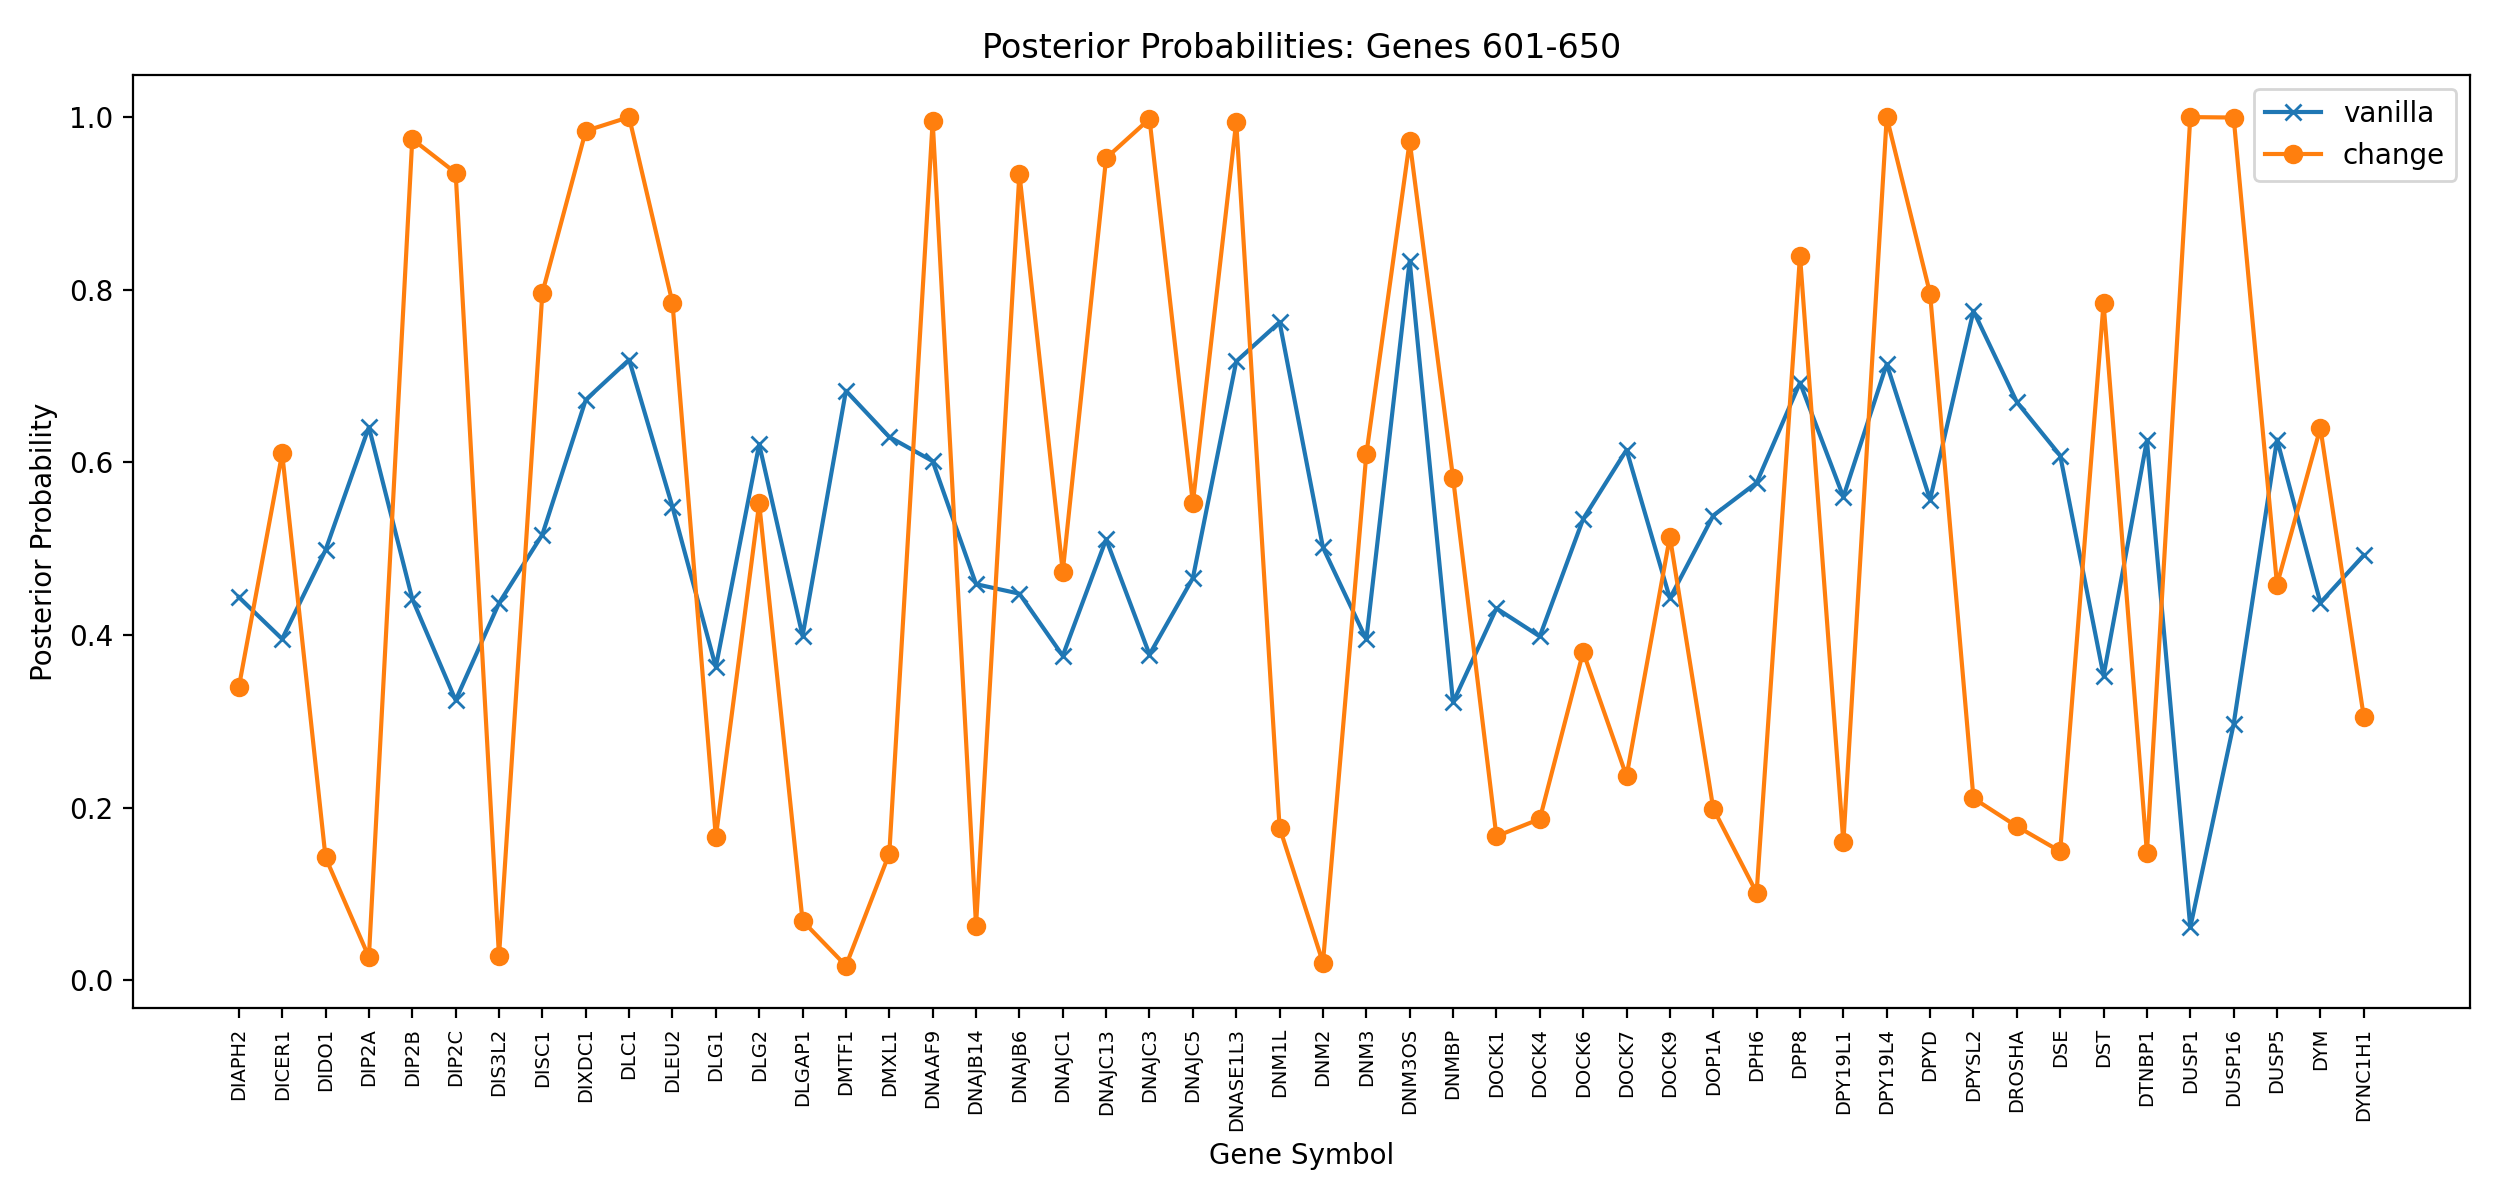 Posterior Probabilities: Genes 601-650
1.0
0.8
0.6
0.4
0.2
0.0
Posterior Probability
vanilla
change
DIAPH2
DICER1
DIDO1
DIP2A
DIP2B
DIP2C
DIS3L2
DISC1
DIXDC1
DLC1
DLEU2
DLG1
DLG2
DLGAP1
DMTF1
DMXL1
DNAAF9
DNAJB14
DNAJB6
DNAJC1
DNAJC13
DNAJC3
DNAJC5
DNASE1L3
DNM1L
DNM2
DNM3
DNM3OS
DNMBP
DOCK1
DOCK4
DOCK6
DOCK7
DOCK9
DOP1A
DPH6
DPP8
DPY19L1
DPY19L4
DPYD
DPYSL2
DROSHA
DSE
DST
DTNBP1
DUSP1
DUSP16
DUSP5
DYM
DYNC1H1
Gene Symbol